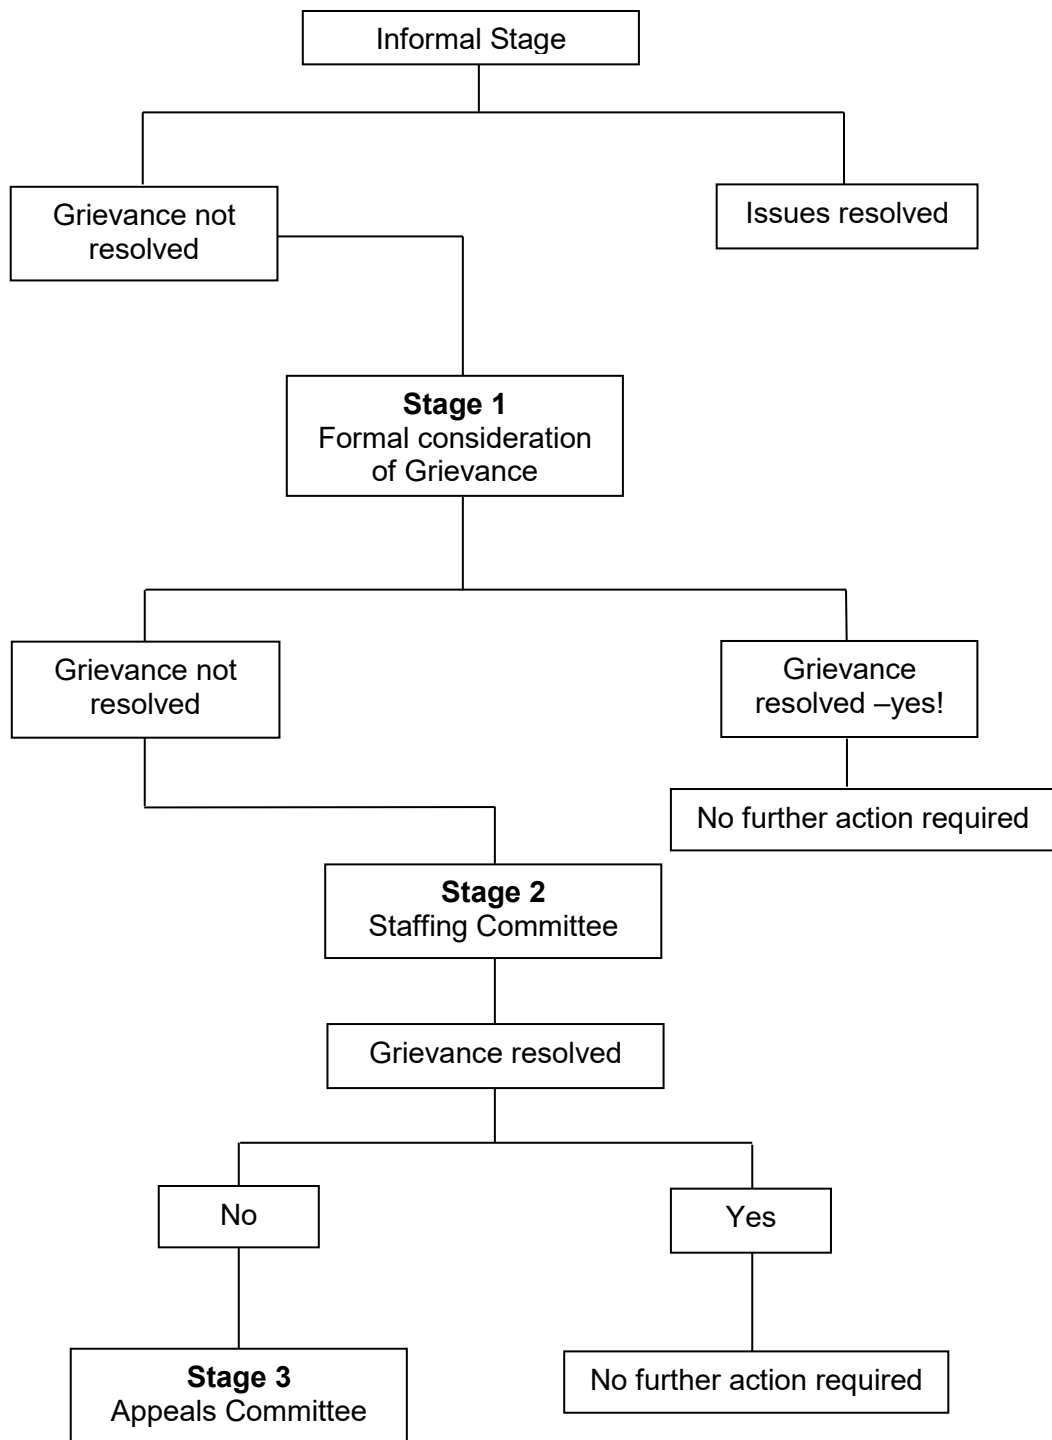 Informal Stage
Grievance not
resolved
Issues resolved
Stage 1
Formal consideration
of Grievance
Grievance not
resolved
Grievance
resolved –yes!
No further action required
Stage 2
Staffing Committee
Grievance resolved
No
Yes
Stage 3
Appeals Committee
No further action required